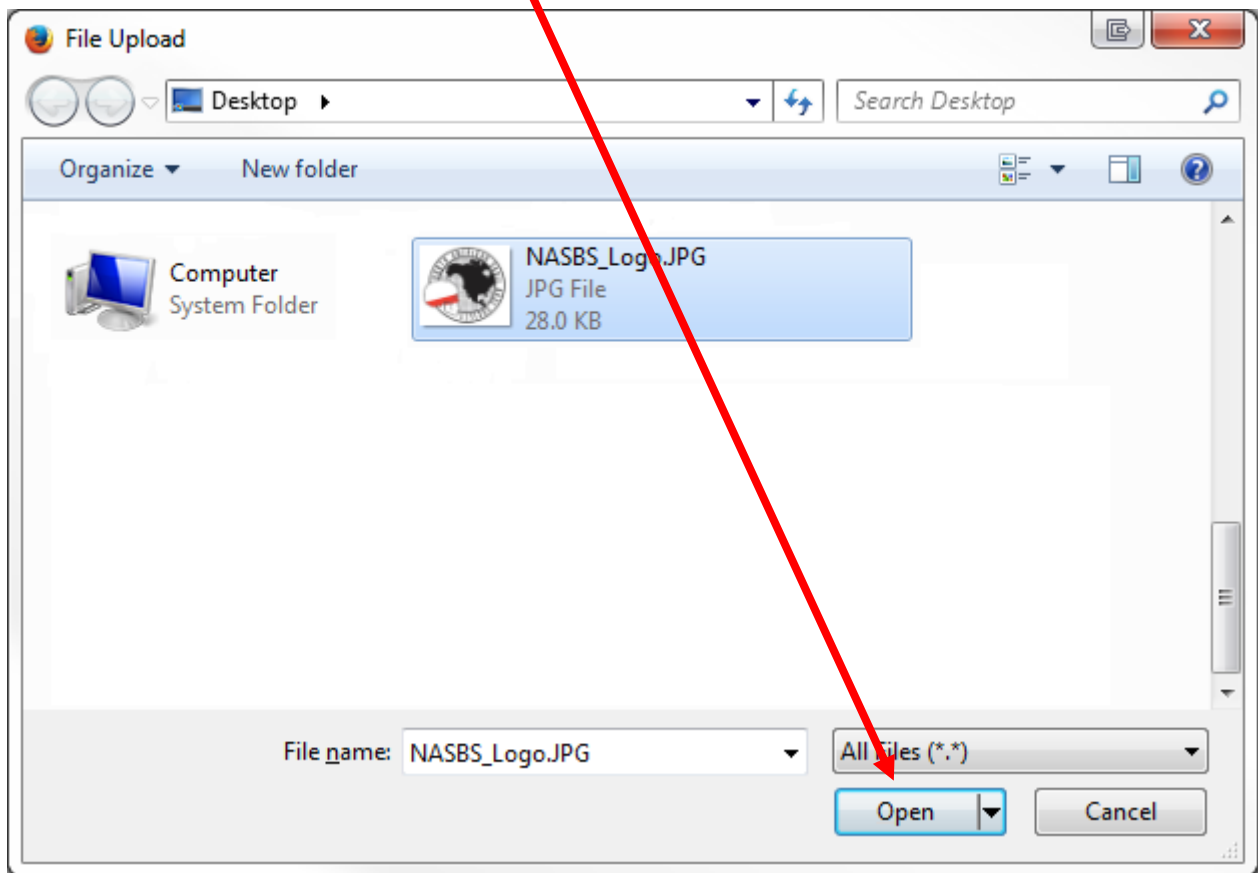 File Upload
Desktop
Search Desktop
Organize New folder
Computer
System Folder
NASBS_Logo.JPG
JPG File
28.0 KB
File name: NASBS_Logo.JPG
All Files (*.*)
Open Cancel